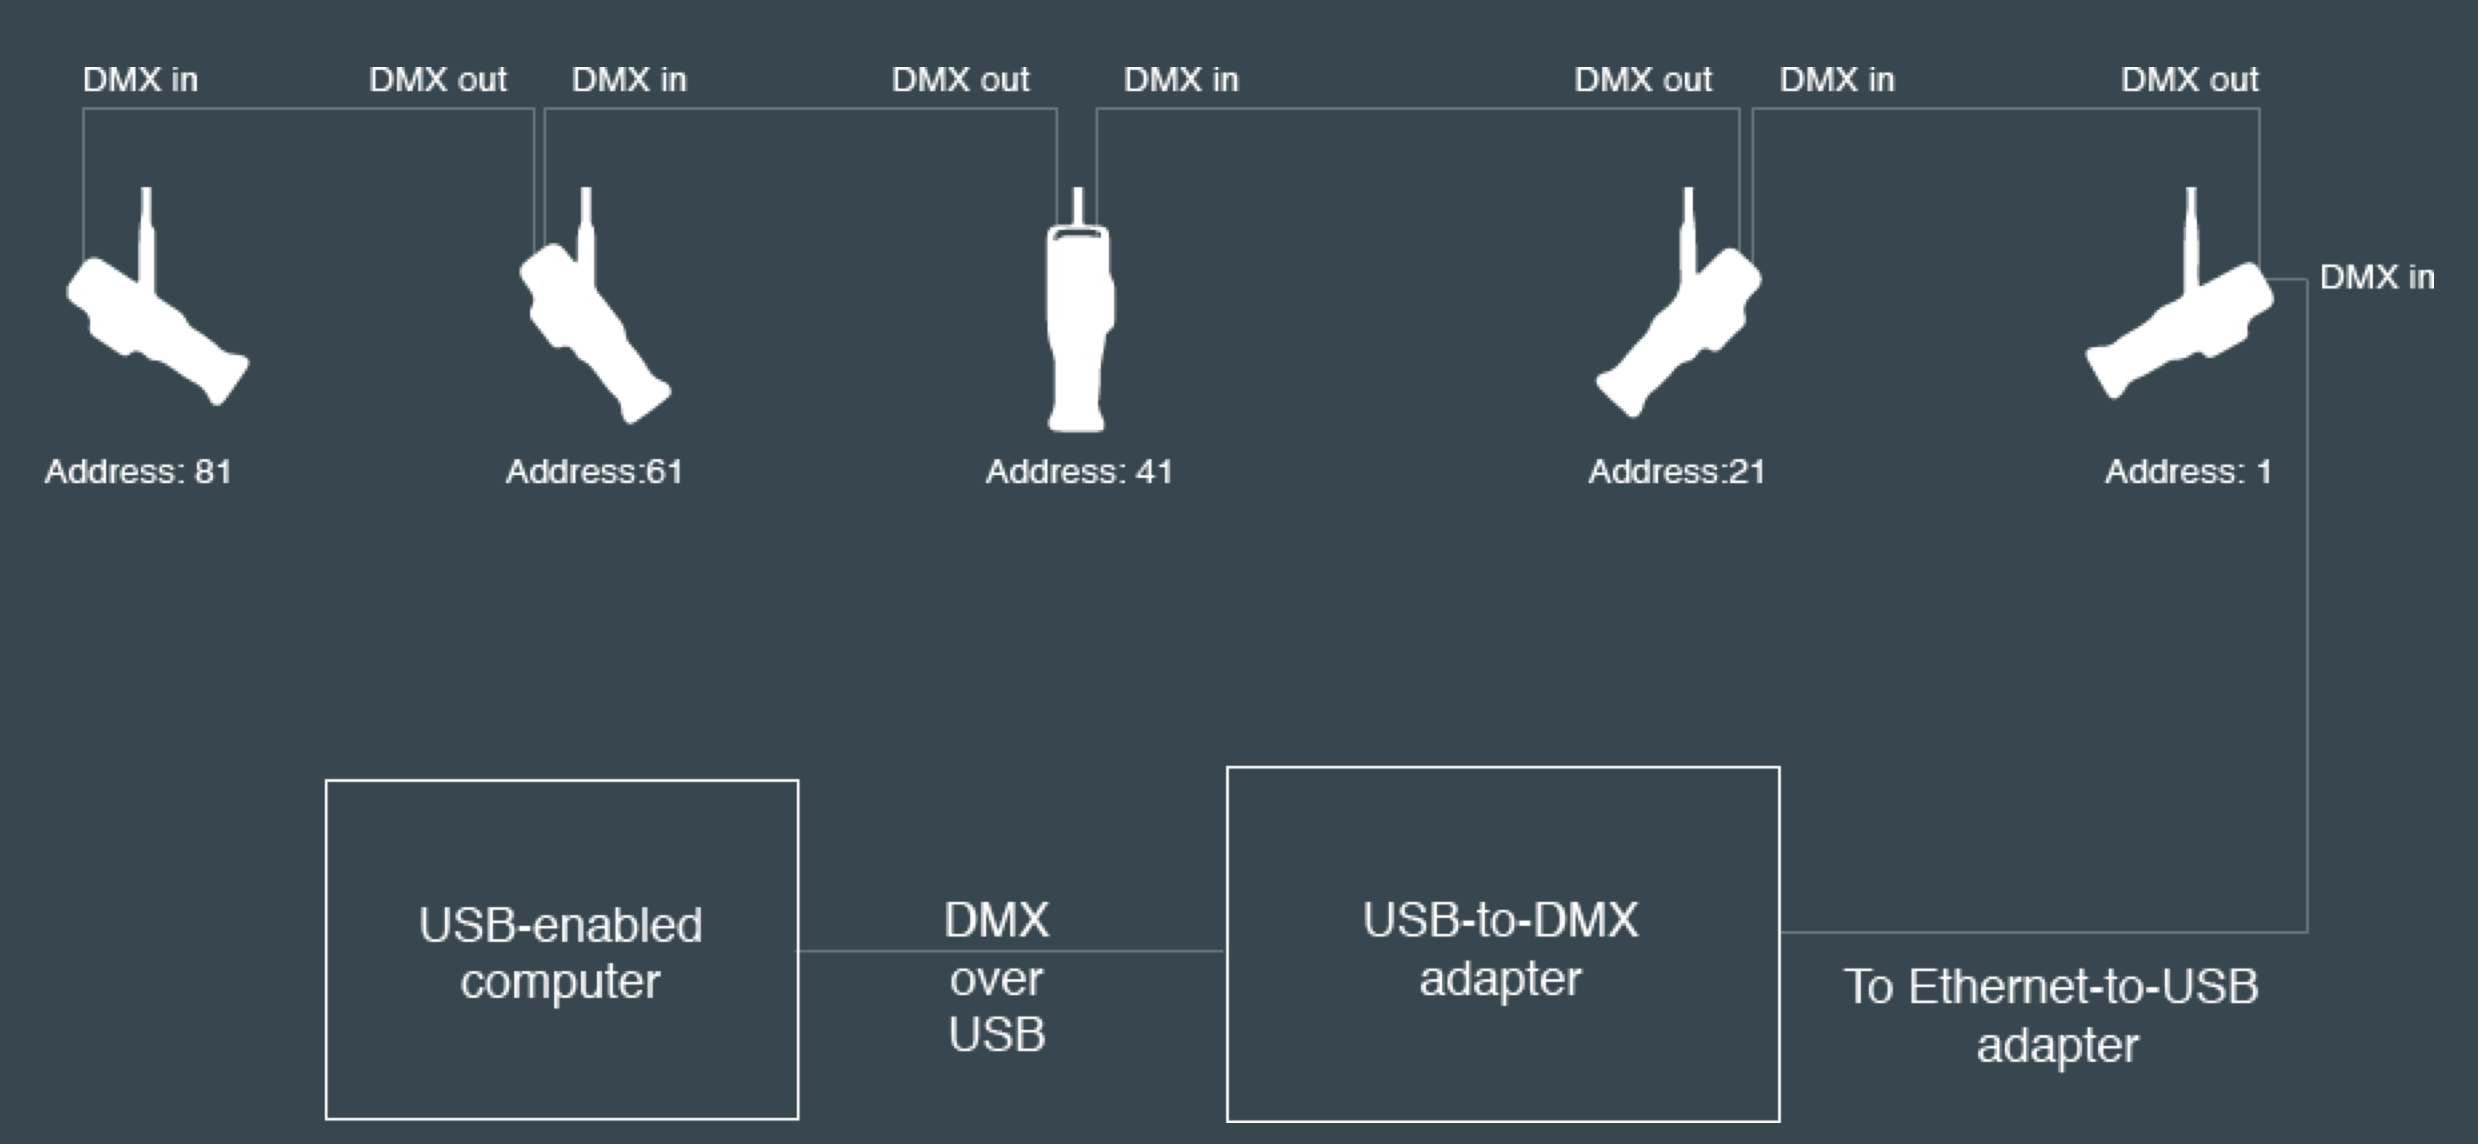 DMX in DMX out DMX in DMX out DMX in DMX out DMX in DMX out
DMX in
Address: 81 Address:61 Address: 41 Address:21 Address: 1
USB-enabled
computer
DMX
over
USB
USB-to-DMX
adapter
To Ethernet-to-USB
adapter